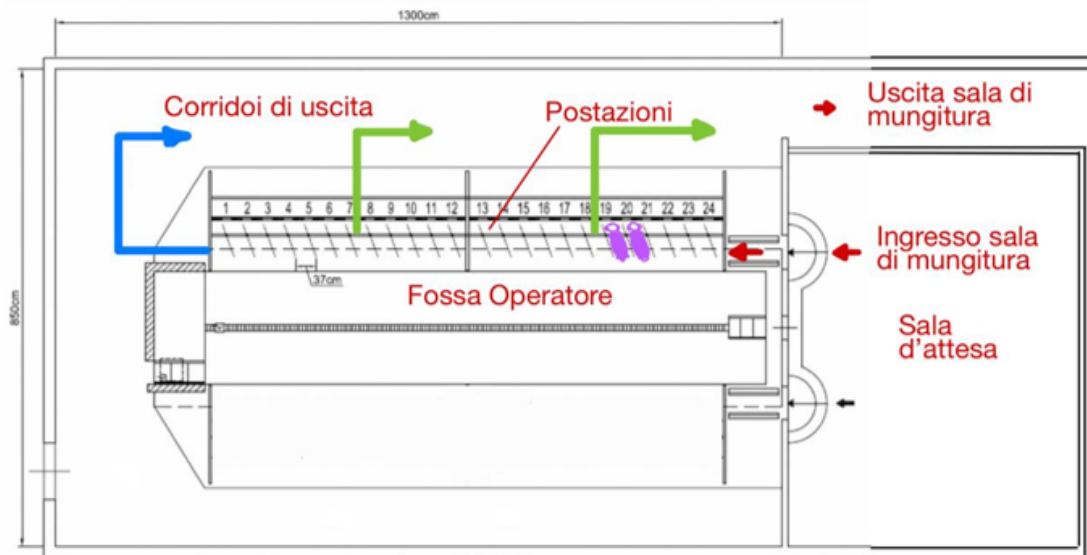 1300cm
Corridoi di uscita
Postazioni
Uscita sala di
mungitura
1 2 3 4 5 6 7 8 9 10 11 12 13 14 15 16 17 18 19 20 21 22 23 24
Ingresso sala
di mungitura
37cm
Fossa Operatore
850cm
Sala
d'attesa